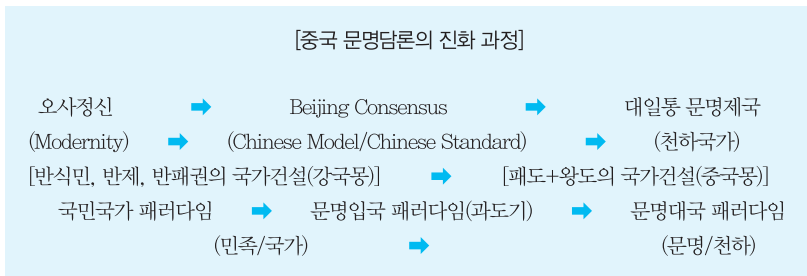 [중국 문명담론의 진화 과정]
오사정신 ➡ Beijing Consensus ➡ 대일통 문명제국
(Modernity) ➡ (Chinese Model/Chinese Standard) ➡ (천하국가)
[반식민, 반제, 반패권의 국가건설(강국몽)] ➡ [패도+왕도의 국가건설(중국몽)]
국민국가 패러다임 ➡ 문명입국 패러다임(과도기) ➡ 문명대국 패러다임
(민족/국가) ➡ (문명/천하)